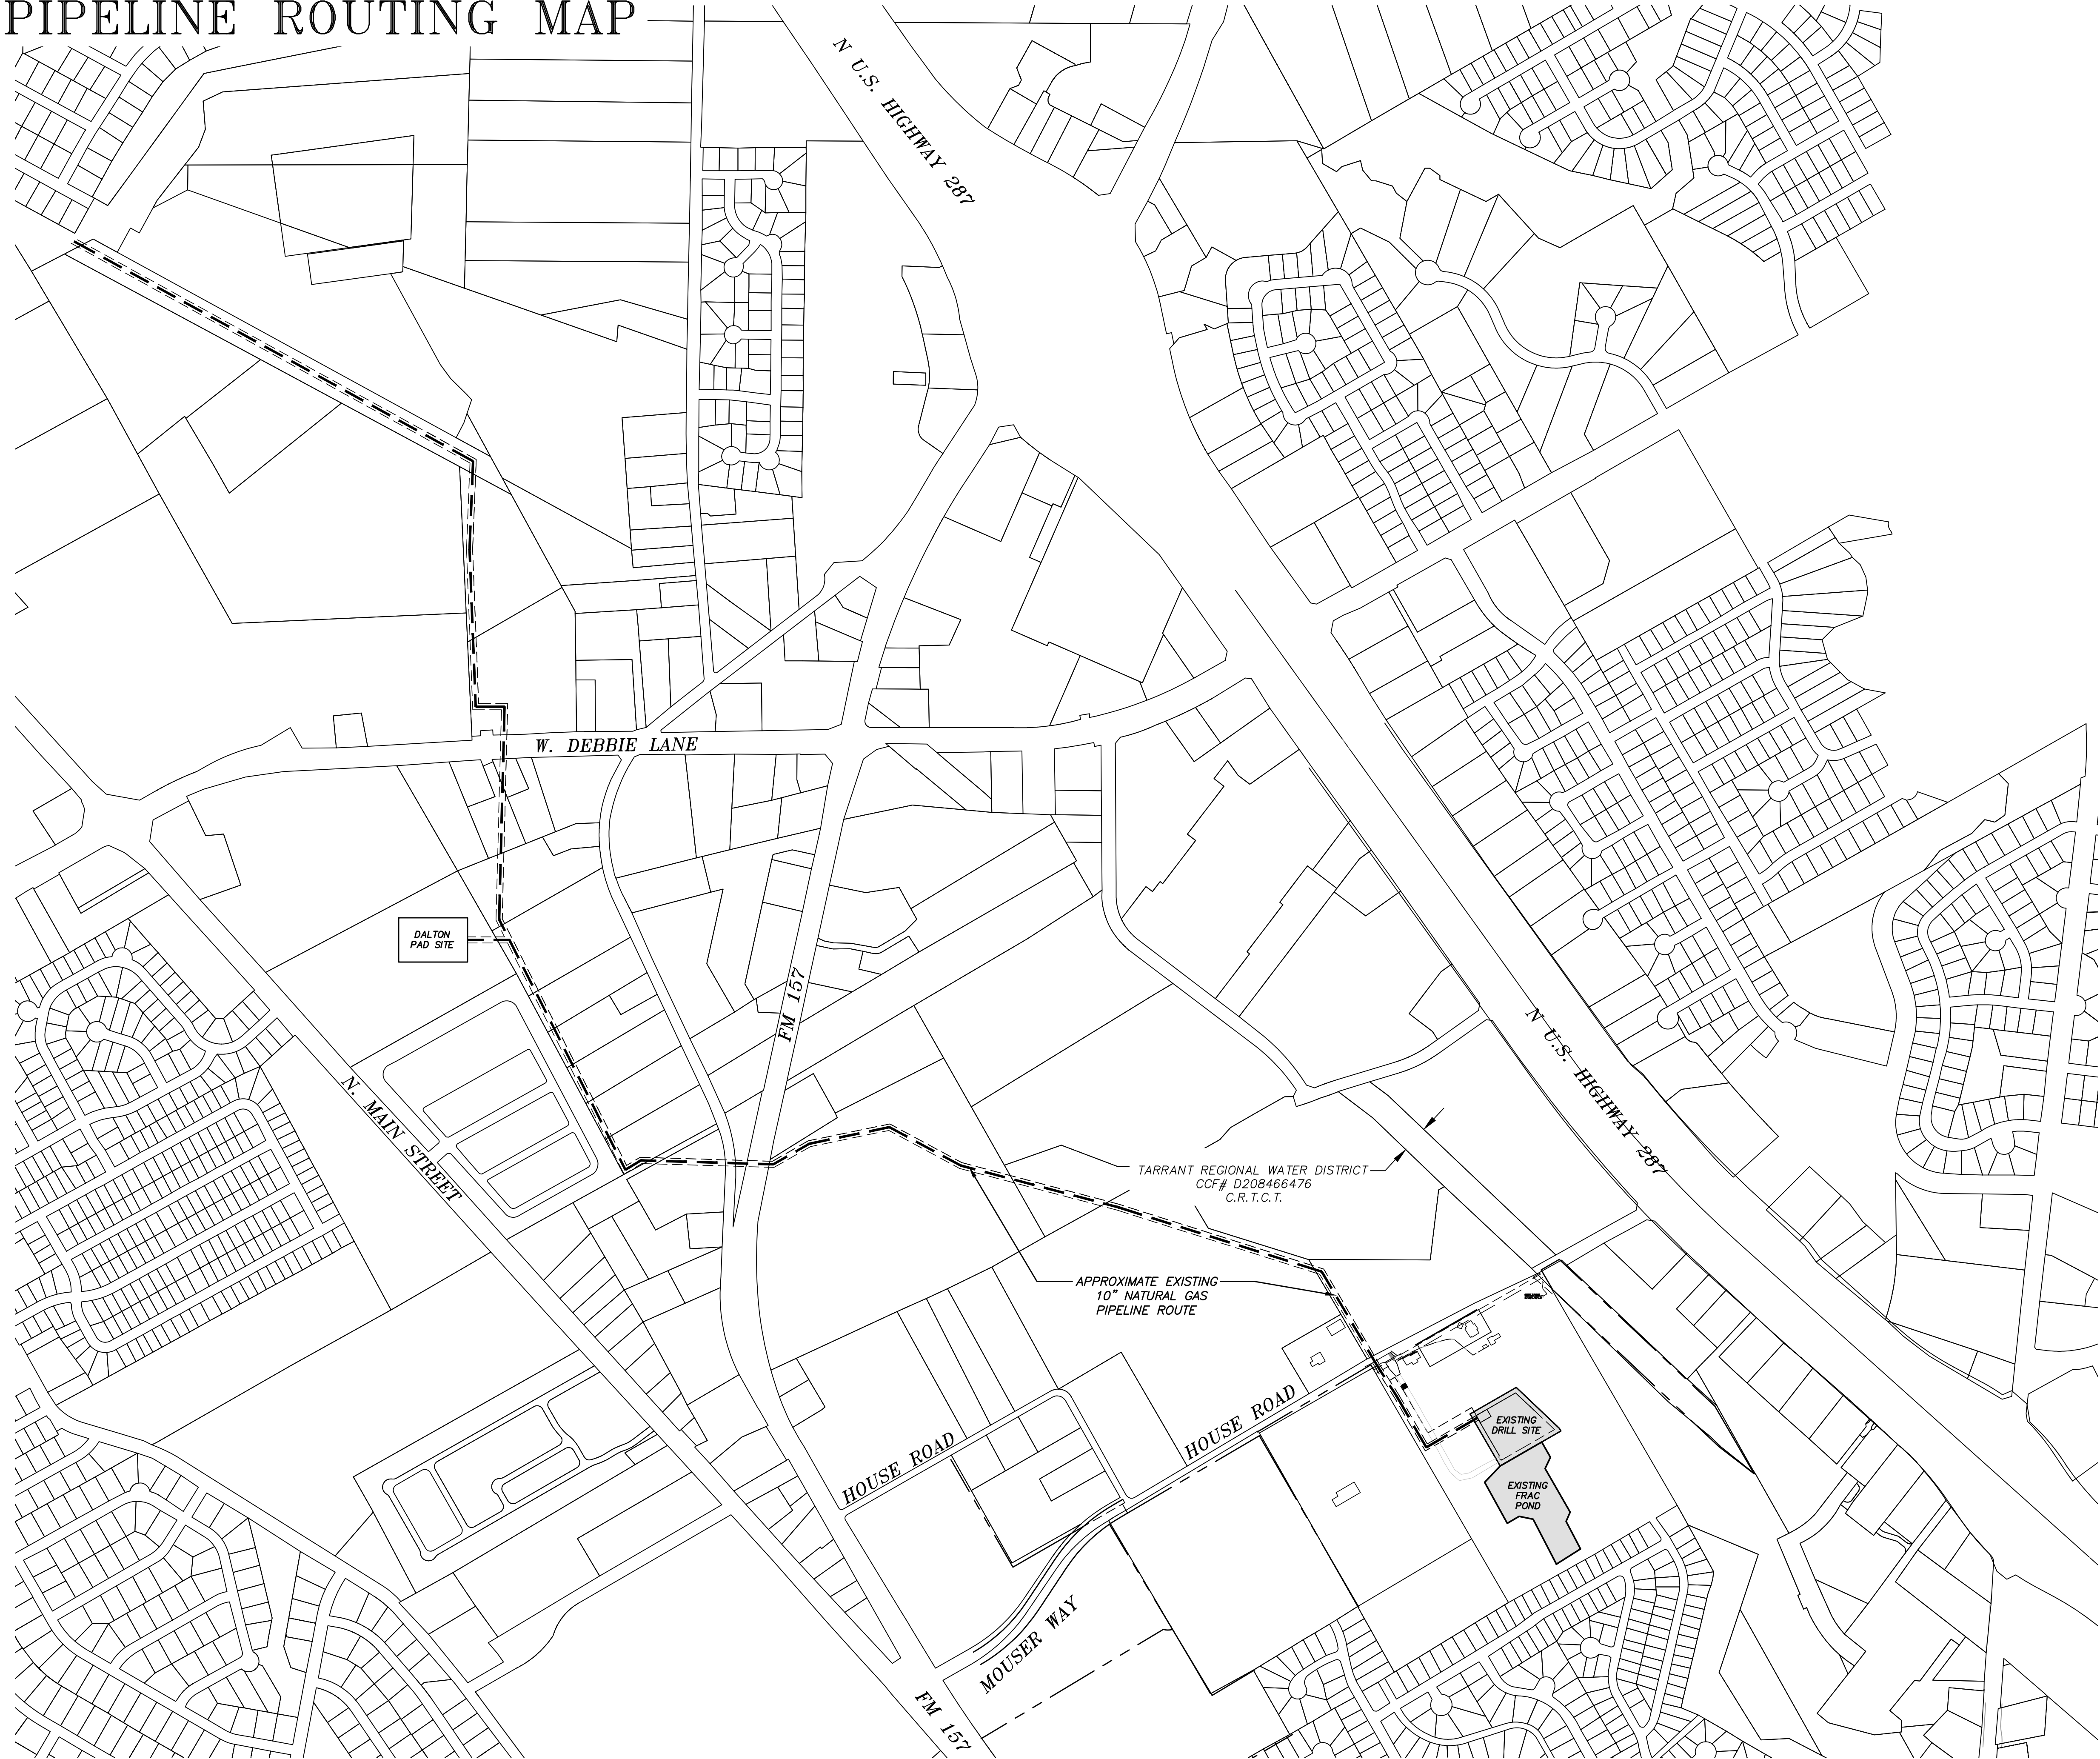 PIPELINE ROUTING MAP
N U.S. HIGHWAY 287
W. DEBBIE LANE
DALTON
PAD SITE
FM 157
N. MAIN STREET
N U.S. HIGHWAY 287
TARRANT REGIONAL WATER DISTRICT
CCF# D208466476
C.R.T.C.T.
APPROXIMATE EXISTING
10" NATURAL GAS
PIPELINE ROUTE
HOUSE ROAD
HOUSE ROAD
EXISTING
DRILL SITE
EXISTING
FRAC
POND
MOUSER WAY
FM 157